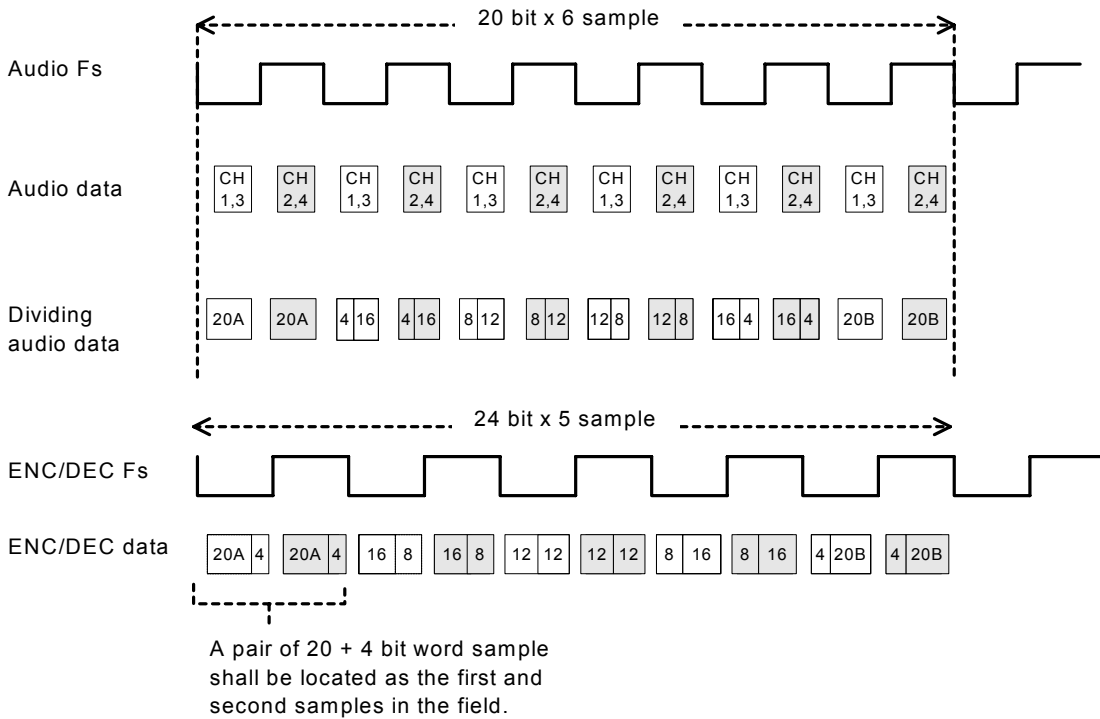 20 bit x 6 sample
Audio Fs
Audio data
CH 1,3 CH 2,4 CH 1,3 CH 2,4 CH 1,3 CH 2,4 CH 1,3 CH 2,4 CH 1,3 CH 2,4 CH 1,3 CH 2,4
Dividing
audio data
20A 20A 4 16 4 16 8 12 8 12 12 8 12 8 16 4 16 4 20B 20B
24 bit x 5 sample
ENC/DEC Fs
ENC/DEC data
20A 4 20A 4 16 8 16 8 12 12 12 12 8 16 8 16 4 20B 4 20B
A pair of 20 + 4 bit word sample
shall be located as the first and
second samples in the field.